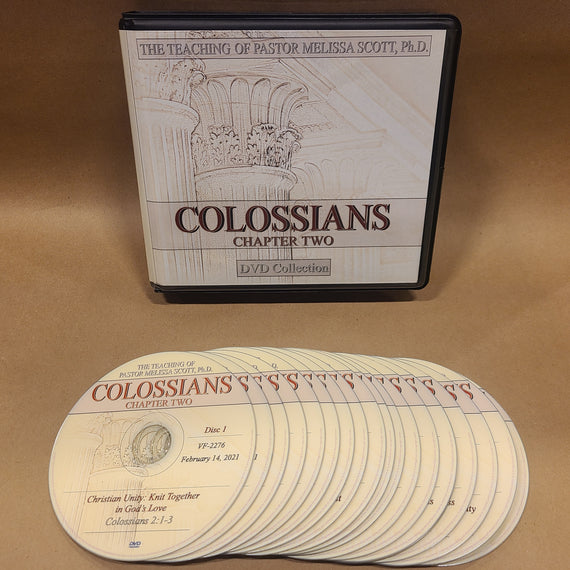 THE TEACHING OF PASTOR MELISSA SCOTT, Ph.D.
COLOSSIANS
CHAPTER TWO
DVD Collection
THE TEACHING OF
PASTOR MELISSA SCOTT, Ph.D.
COLOSSIANS
CHAPTER TWO
Disc 1
VF-2276
February 14, 2021
Christian Unity: Knit Together
in God's Love
Colossians 2:1-3
DVD